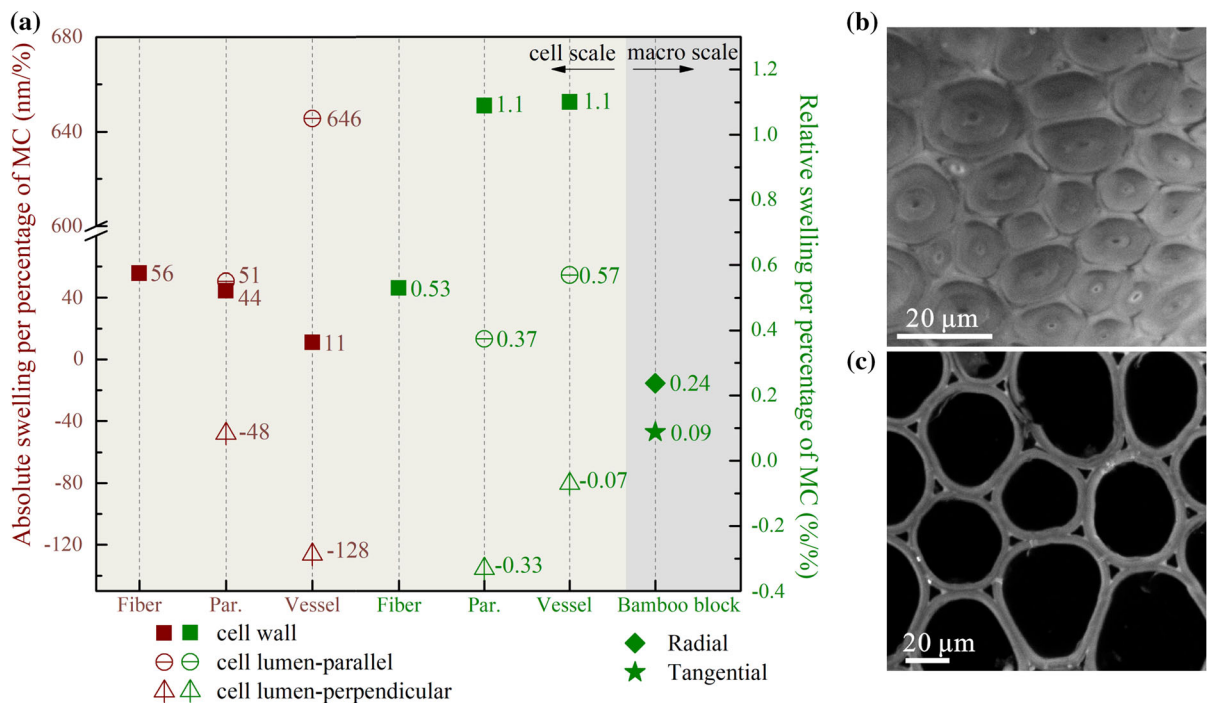 (a)
Absolute swelling per percentage of MC (nm/%)
680
640
600
40
0
-40
-80
-120
cell scale
macro scale
646
56
51
44
11
-48
-128
0.53
1.1
0.37
-0.33
1.1
0.57
-0.07
0.24
0.09
1.2
1.0
0.8
0.6
0.4
0.2
0.0
-0.2
-0.4
Relative swelling per percentage of MC (%/%)
Fiber Par. Vessel Fiber Par. Vessel Bamboo block
cell wall
cell lumen-parallel
cell lumen-perpendicular
Radial
Tangential
(b)
20 µm
(c)
20 µm